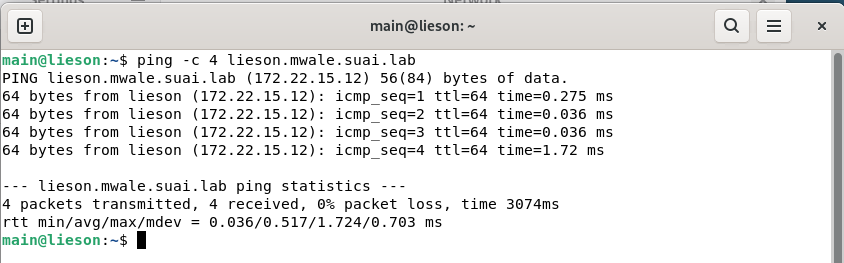 main@lieson: ~
main@lieson:~$ ping -c 4 lieson.mwale.suai.lab
PING lieson.mwale.suai.lab (172.22.15.12) 56(84) bytes of data.
64 bytes from lieson (172.22.15.12): icmp_seq=1 ttl=64 time=0.275 ms
64 bytes from lieson (172.22.15.12): icmp_seq=2 ttl=64 time=0.036 ms
64 bytes from lieson (172.22.15.12): icmp_seq=3 ttl=64 time=0.036 ms
64 bytes from lieson (172.22.15.12): icmp_seq=4 ttl=64 time=1.72 ms
--- lieson.mwale.suai.lab ping statistics ---
4 packets transmitted, 4 received, 0% packet loss, time 3074ms
rtt min/avg/max/mdev = 0.036/0.517/1.724/0.703 ms
main@lieson:~$